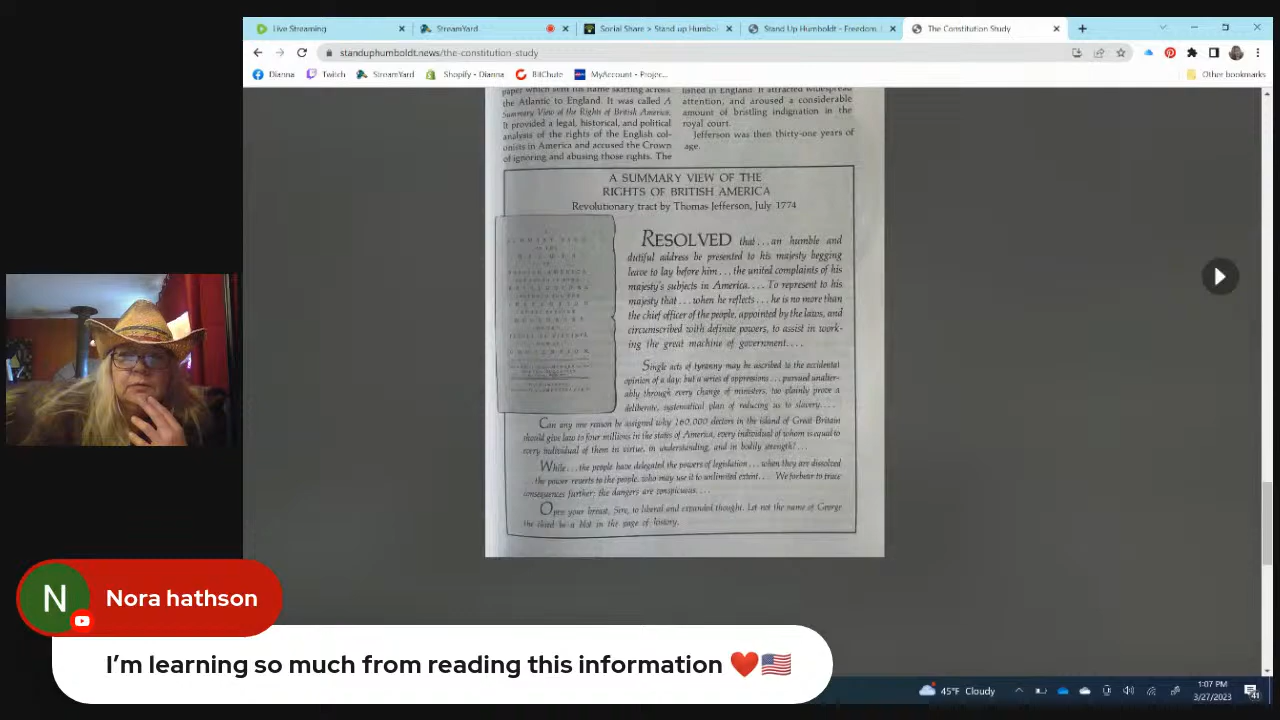 Live Streaming
StreamYard
Social Share > Stand up Humbo
Stand Up Humboldt - Freedom,
The Constitution Study
standuphumboldt.news/the-constitution-study
Dianna
Twitch
StreamYard
Shopify - Dianna
BitChute
MyAccount - Projec...
Other bookmarks
paper which sent his name skirting across
the Atlantic to England. It was called A
Summary View of the Rights of British America.
It provided a legal, historical, and political
analysis of the rights of the English col-
onists in America and accused the Crown
of ignoring and abusing those rights. The
lished in England. It attracted widespread
attention, and aroused a considerable
amount of bristling indignation in the
royal court.
Jefferson was then thirty-one years of
age.
A SUMMARY VIEW OF THE
RIGHTS OF BRITISH AMERICA
Revolutionary tract by Thomas Jefferson, July 1774
RESOLVED that...an humble and
dutiful address be presented to his majesty begging
leave to lay before him...the united complaints of his
majesty's subjects in America.... To represent to his
majesty that...when he reflects...he is no more than
the chief officer of the people, appointed by the laws, and
circumscribed with definite powers, to assist in work-
ing the great machine of government....
Single acts of tyranny may be ascribed to the accidental
opinion of a day; but a series of oppressions...pursued unalter-
ably through every change of ministers, too plainly prove a
deliberate, systematical plan of reducing us to slavery....
Can any one reason be assigned why 160,000 electors in the island of Great Britain
should give law to four millions in the states of America, every individual of whom is equal to
every individual of them in virtue, in understanding, and in bodily strength?...
While...the people have delegated the powers of legislation...when they are dissolved
the power reverts to the people, who may use it to unlimited extent.... We forbear to trace
consequences further; the dangers are conspicuous....
Open your breast, Sire, to liberal and expanded thought. Let not the name of George
the third be a blot in the page of history.
N
Nora hathson
I'm learning so much from reading this information ❤️🇺🇸
45°F Cloudy
1:07 PM
3/27/2023
41